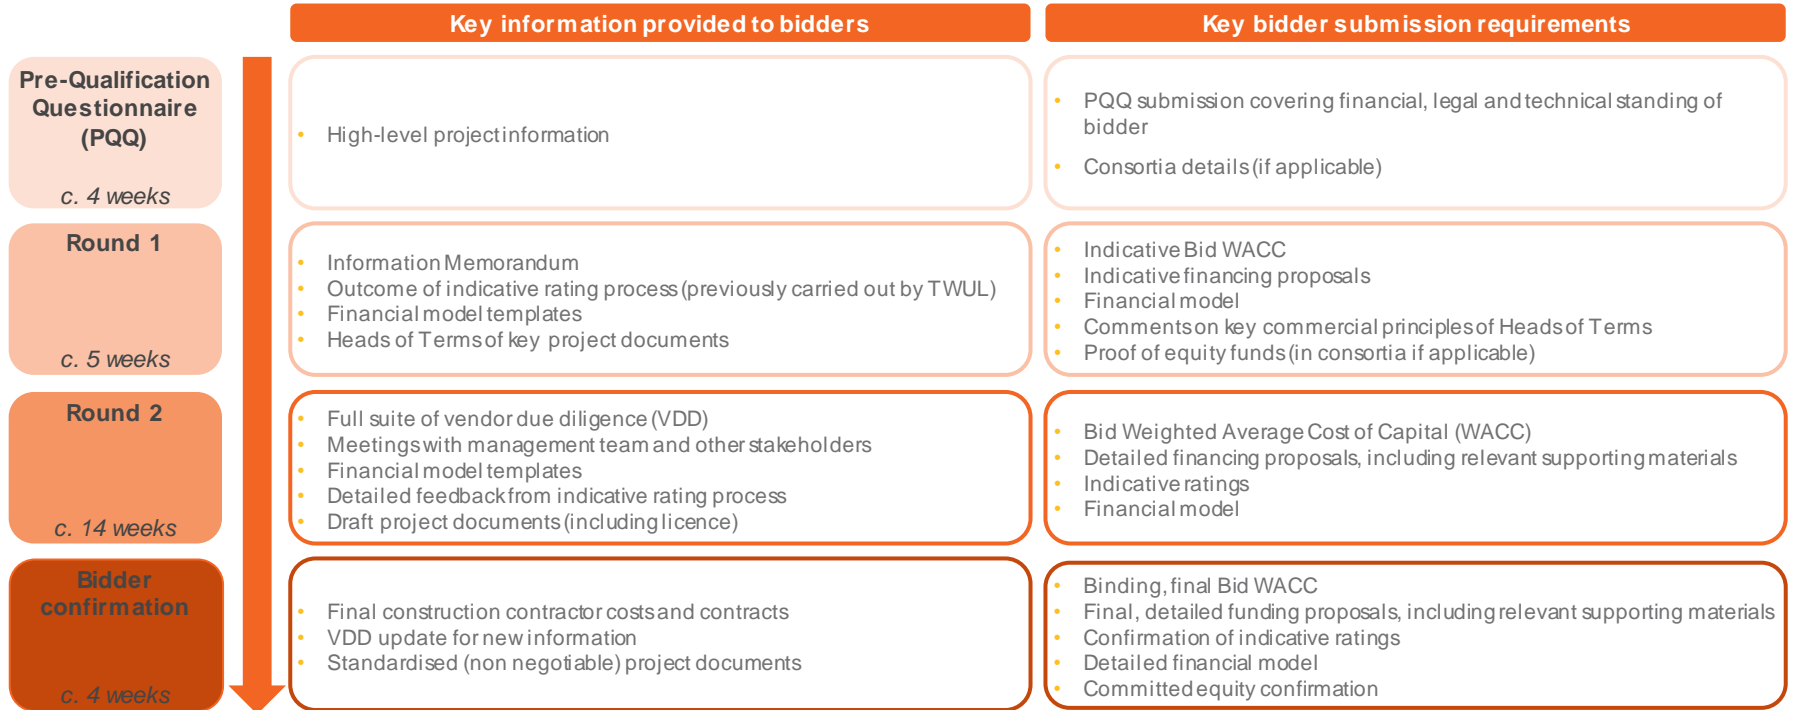 Key information provided to bidders
Key bidder submission requirements
Pre-Qualification
Questionnaire
(PQQ)
c. 4 weeks
• High-level project information
• PQQ submission covering financial, legal and technical standing of
bidder
• Consortia details (if applicable)
Round 1
c. 5 weeks
• Information Memorandum
• Outcome of indicative rating process (previously carried out by TWUL)
• Financial model templates
• Heads of Terms of key project documents
• Indicative Bid WACC
• Indicative financing proposals
• Financial model
• Comments on key commercial principles of Heads of Terms
• Proof of equity funds (in consortia if applicable)
Round 2
c. 14 weeks
• Full suite of vendor due diligence (VDD)
• Meetings with management team and other stakeholders
• Financial model templates
• Detailed feedback from indicative rating process
• Draft project documents (including licence)
• Bid Weighted Average Cost of Capital (WACC)
• Detailed financing proposals, including relevant supporting materials
• Indicative ratings
• Financial model
Bidder
confirmation
c. 4 weeks
• Final construction contractor costs and contracts
• VDD update for new information
• Standardised (non negotiable) project documents
• Binding, final Bid WACC
• Final, detailed funding proposals, including relevant supporting materials
• Confirmation of indicative ratings
• Detailed financial model
• Committed equity confirmation